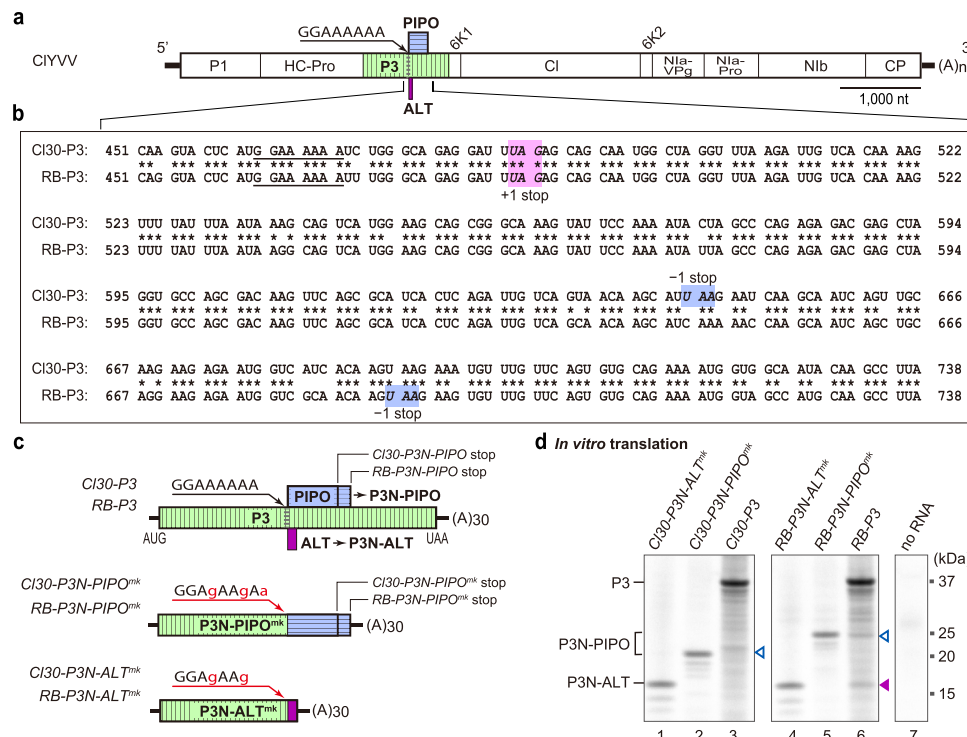 a
GGAAAAAA
PIPO
6K1
6K2
ClYVV
5’
P1
HC-Pro
P3
CI
NIa-
VPg
NIa-
Pro
NIb
CP
(A)n
3
ALT
1,000 nt
b
Cl30-P3: 451 CAA GUA CUC AUG GAA AAA AUC UGG GCA GAG GAU UUA GAG CAG CAA UGG CUA GGU UUA AGA UUG UCA CAA AAG 522
** *** *** *** *** *** ** *** *** *** *** *** *** *** *** *** *** *** *** *** *** *** *** ***
RB-P3: 451 CAG GUA CUC AUG GAA AAA AUU UGG GCA GAG GAU UUA GAG CAG CAA UGG CUA GGU UUA AGA UUG UCA CAA AAG 522
+1 stop
Cl30-P3: 523 UUU UAU UUA AUA AAG CAG UCA UGG AAG CAG CGG GCA AAG UAU UCC AAA AUA CUA GCC CAG AGA GAC GAG CUA 594
*** *** *** *** ** *** *** *** *** *** *** *** *** *** *** *** *** ** *** *** *** *** *** ***
RB-P3: 523 UUU UAU UUA AUA AGG CAG UCA UGG AAG CAG CGG GCA AAG UAU UCC AAA AUA UUA GCC CAG AGA GAC GAG CUA 594
−1 stop
Cl30-P3: 595 GGU GCC AGC GAC AAG UUC AGC GCA UCA CUC AGA UUG UCA GUA ACA AGC AUU AAG AAU CAA GCA AUC AGU UGC 666
RB-P3: 595 GGU GCC AGC GAC AAG UUC AGC GCA UCA CUC AGA UUG UCA GCA ACA AGC AUC AAA AAC CAA GCA AUC AGC UGC 666
Cl30-P3: 667 AAG AAG AGA AUG GUC AUC ACA AGU AAG AAA UGU UUG UUC AGU GUG CAG AAA AUG GUG GCA UAC AAG CCU UA 738
RB-P3: 667 AGG AAG AGA AUG GUC GCA ACA AGU AAG AAG UGU UUG UUC AGU GUG CAG AAA AUG GUA GCC AUG CAA GCC UUA 738
−1 stop
c
Cl30-P3
RB-P3
GGAAAAAA
Cl30-P3N-PIPO stop
RB-P3N-PIPO stop
PIPO
P3N-PIPO
P3
(A)30
AUG
UAA
ALT
P3N-ALT
Cl30-P3N-PIPOmk
RB-P3N-PIPOmk
GGAgAAgAa
Cl30-P3N-PIPOmk stop
RB-P3N-PIPOmk stop
P3N-PIPOmk
(A)30
Cl30-P3N-ALTmk
RB-P3N-ALTmk
GGAgAAg
P3N-ALTmk
(A)30
d In vitro translation
Cl30-P3N-ALTmk
Cl30-P3N-PIPOmk
Cl30-P3
RB-P3N-ALTmk
RB-P3N-PIPOmk
RB-P3
no RNA
(kDa
P3
P3N-PIPO
P3N-ALT
37
25
20
15
1 2 3 4 5 6 7